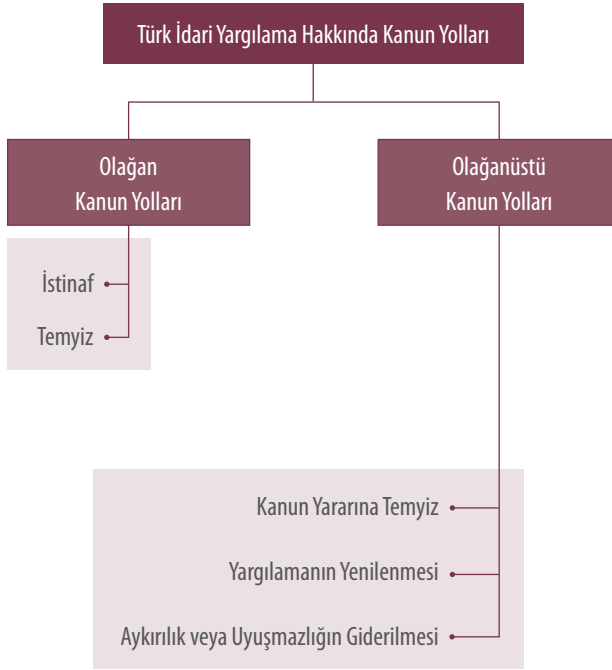 Türk İdari Yargılama Hakkında Kanun Yolları
Olağan
Kanun Yolları
İstinaf
Temyiz
Olağanüstü
Kanun Yolları
Kanun Yararına Temyiz
Yargılamanın Yenilenmesi
Aykırılık veya Uyuşmazlığın Giderilmesi